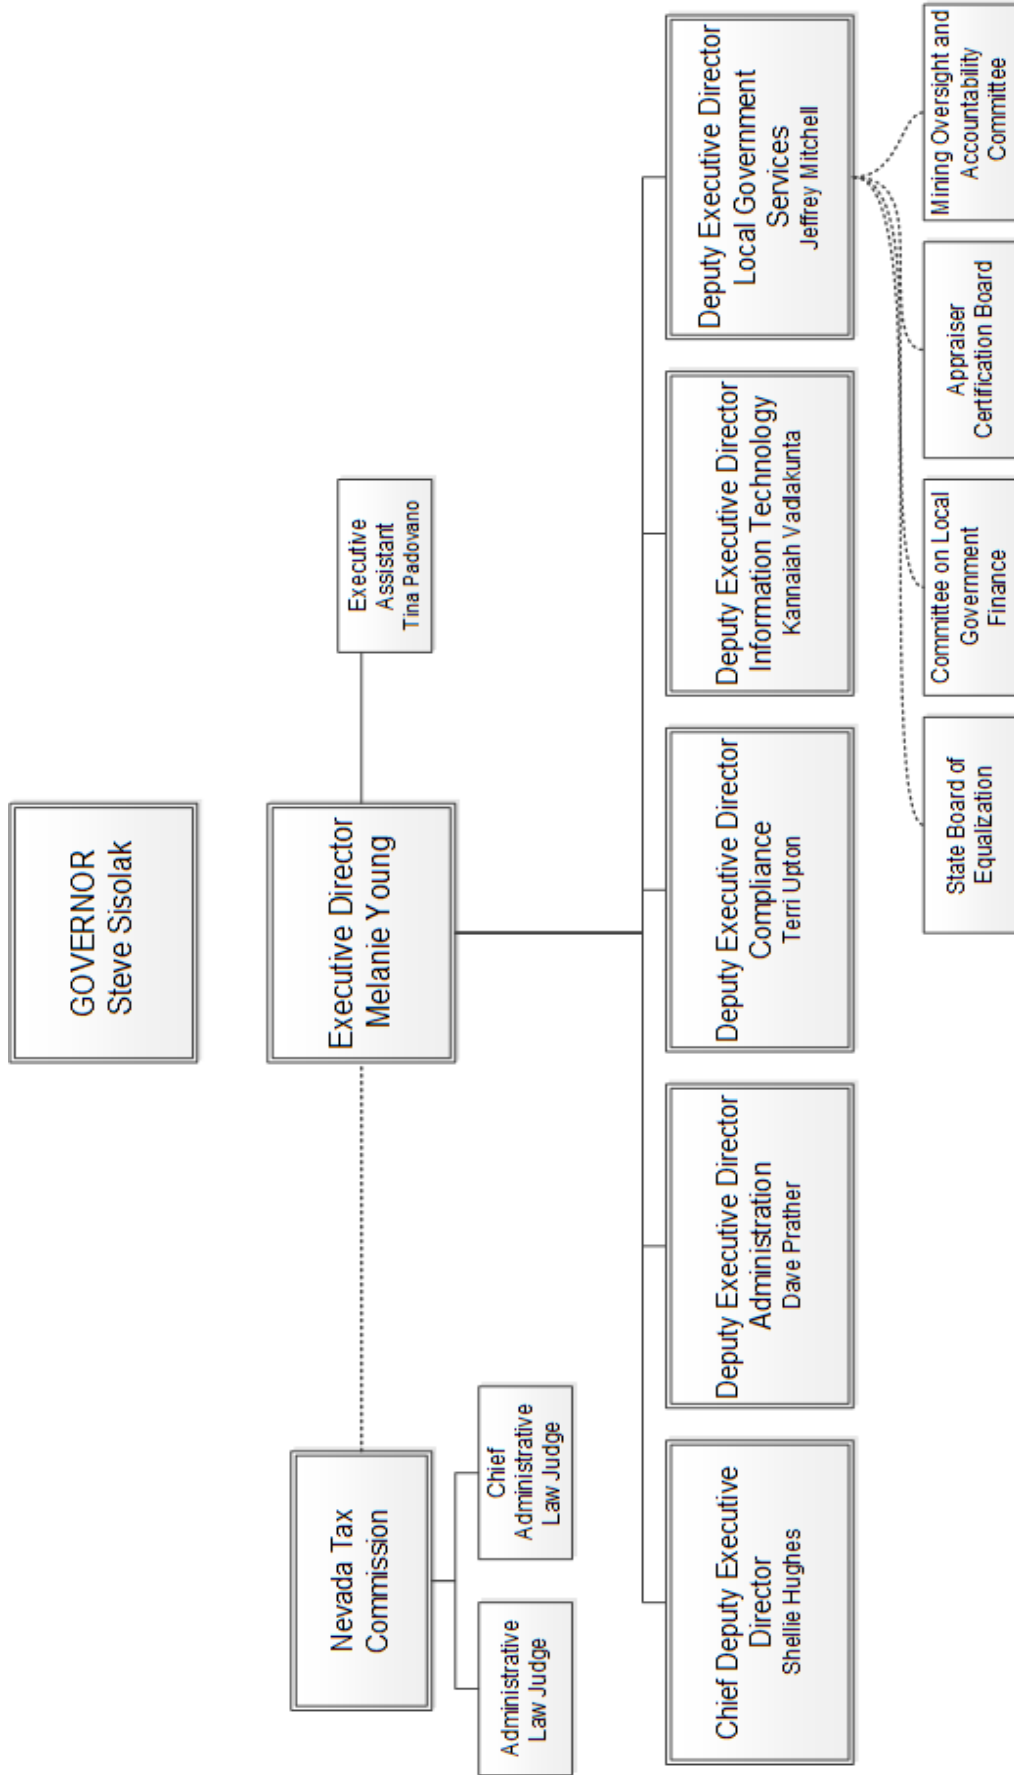 GOVERNOR
Steve Sisolak
Nevada Tax
Commission
Executive Director
Melanie Young
Executive
Assistant
Tina Padovano
Administrative
Law Judge
Chief
Administrative
Law Judge
Chief Deputy Executive
Director
Shellie Hughes
Deputy Executive Director
Administration
Dave Prather
Deputy Executive Director
Compliance
Terri Upton
Deputy Executive Director
Information Technology
Kannaiah Vadlakunta
Deputy Executive Director
Local Government
Services
Jeffrey Mitchell
State Board of
Equalization
Committee on Local
Government
Finance
Appraiser
Certification Board
Mining Oversight and
Accountability
Committee